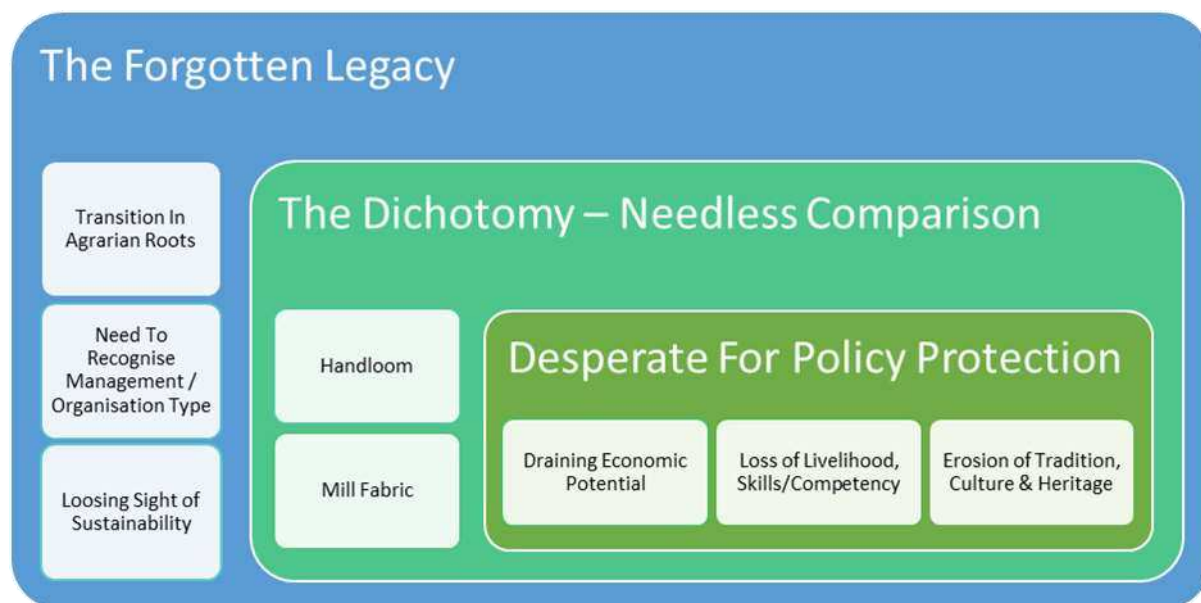 The Forgotten Legacy
Transition In
Agrarian Roots
Need To
Recognise
Management /
Organisation Type
Loosing Sight of
Sustainability
The Dichotomy – Needless Comparison
Handloom
Mill Fabric
Desperate For Policy Protection
Draining Economic
Potential
Loss of Livelihood,
Skills/Competency
Erosion of Tradition,
Culture & Heritage